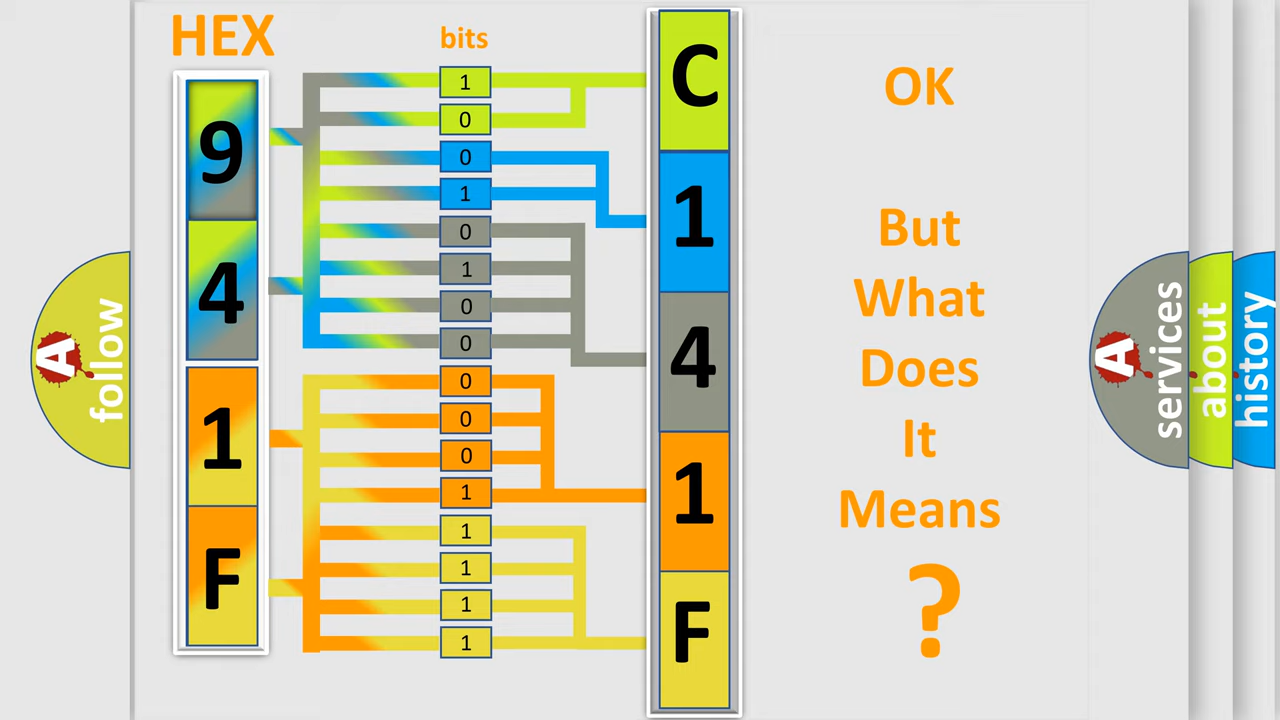 HEX
bits
9
4
1
F
1
0
0
1
0
1
0
0
0
0
0
1
1
1
1
1
C
1
4
1
F
OK
But
What
Does
It
Means
?
A
follow
A
services
about
history